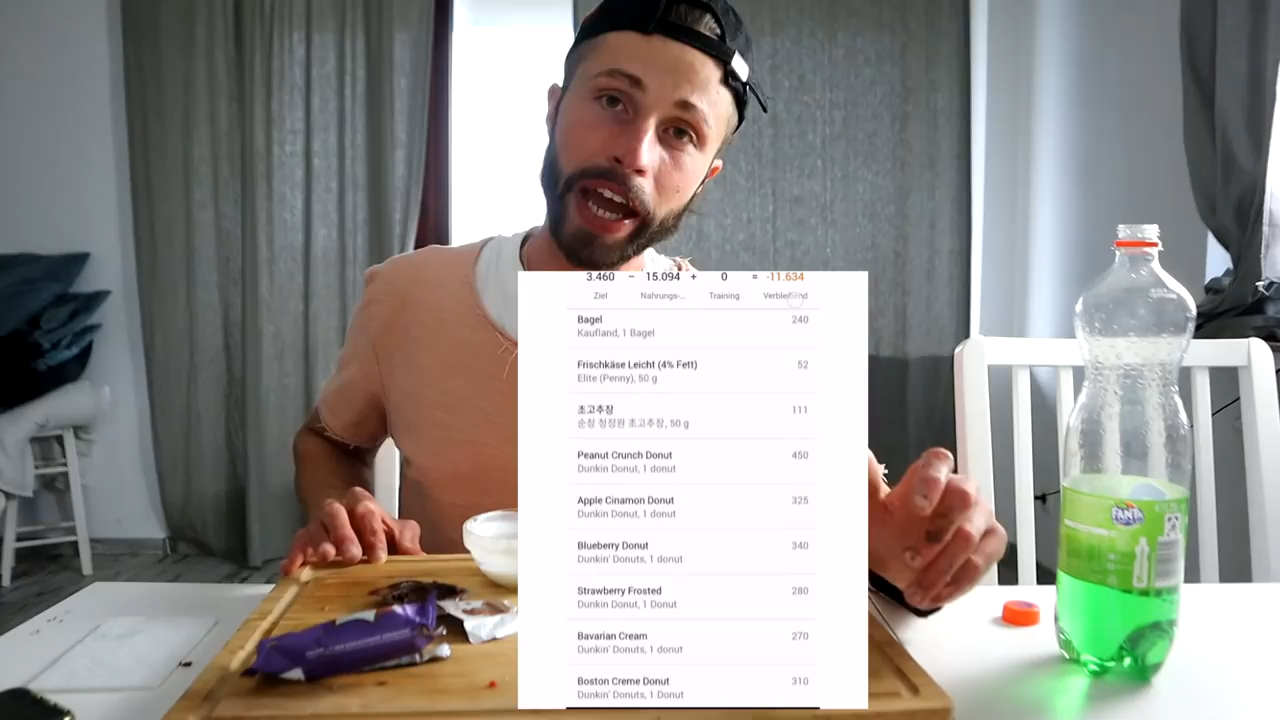 3.460 − 15.094 + 0 = -11.634
Ziel Nahrungs-... Training Verbleibend
Bagel 240
Kaufland, 1 Bagel
Frischkäse Leicht (4% Fett) 52
Elite (Penny), 50 g
초고추장 111
순창 청정원 초고추장, 50 g
Peanut Crunch Donut 450
Dunkin Donut, 1 donut
Apple Cinamon Donut 325
Dunkin Donut, 1 donut
Blueberry Donut 340
Dunkin' Donuts, 1 donut
Strawberry Frosted 280
Dunkin Donut, 1 Donut
Bavarian Cream 270
Dunkin' Donuts, 1 donut
Boston Creme Donut 310
Dunkin' Donuts, 1 Donut
FANTA